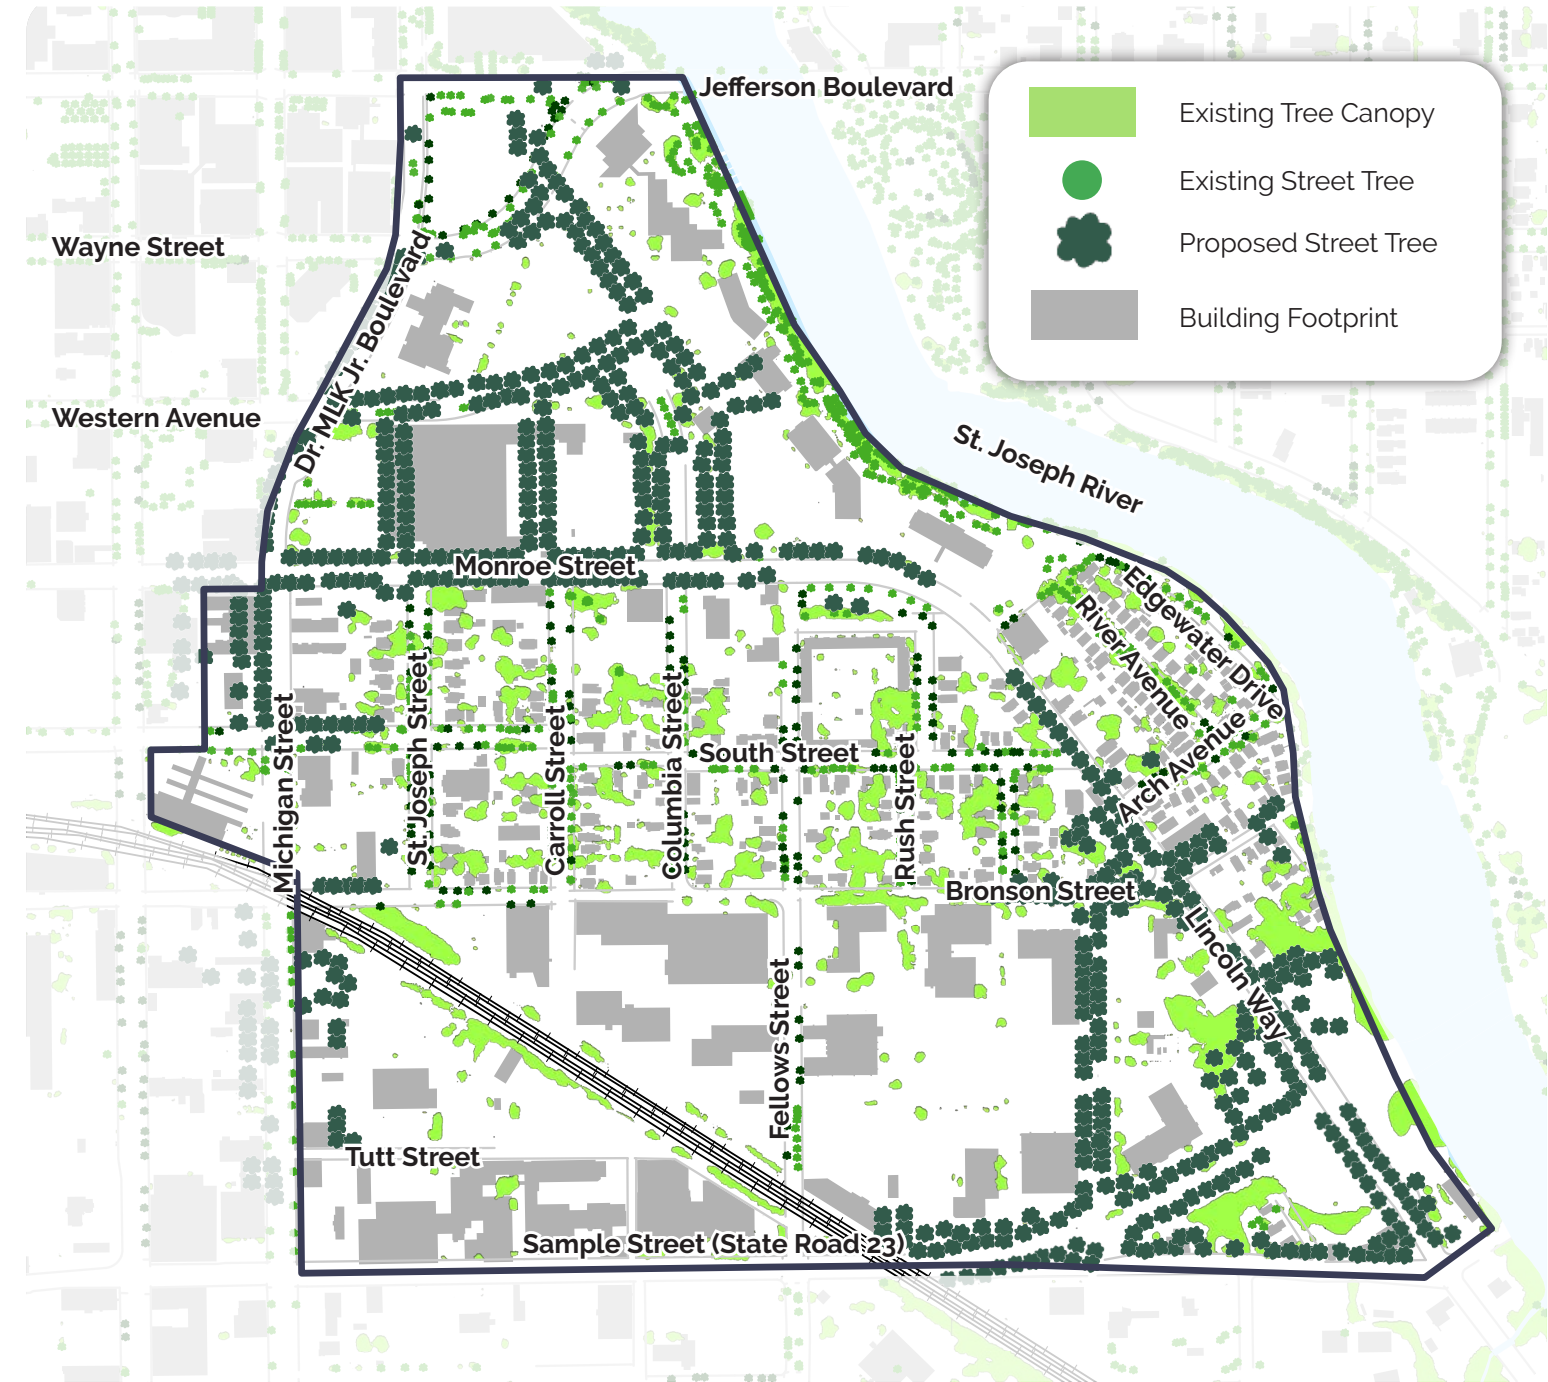 Jefferson Boulevard
Existing Tree Canopy
Existing Street Tree
Proposed Street Tree
Building Footprint
Wayne Street
Dr. MLK Jr. Boulevard
Western Avenue
St. Joseph River
Monroe Street
Edgewater Drive
River Avenue
Michigan Street
St. Joseph Street
Carroll Street
Columbia Street
South Street
Rush Street
Arch Avenue
Bronson Street
Lincoln Way
Fellows Street
Tutt Street
Sample Street (State Road 23)